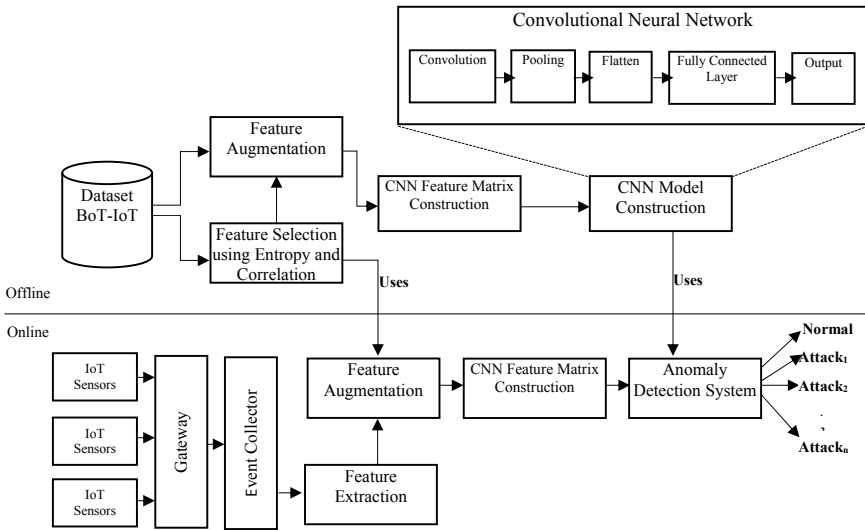 Convolutional Neural Network
Convolution
Pooling
Flatten
Fully Connected
Layer
Output
Feature
Augmentation
Dataset
BoT-IoT
CNN Feature Matrix
Construction
CNN Model
Construction
Feature Selection
using Entropy and
Correlation
Uses
Uses
Offline
Online
IoT
Sensors
IoT
Sensors
IoT
Sensors
Gateway
Event Collector
Feature
Augmentation
CNN Feature Matrix
Construction
Anomaly
Detection System
Feature
Extraction
Normal
Attack₁
Attack₂
Attackₙ